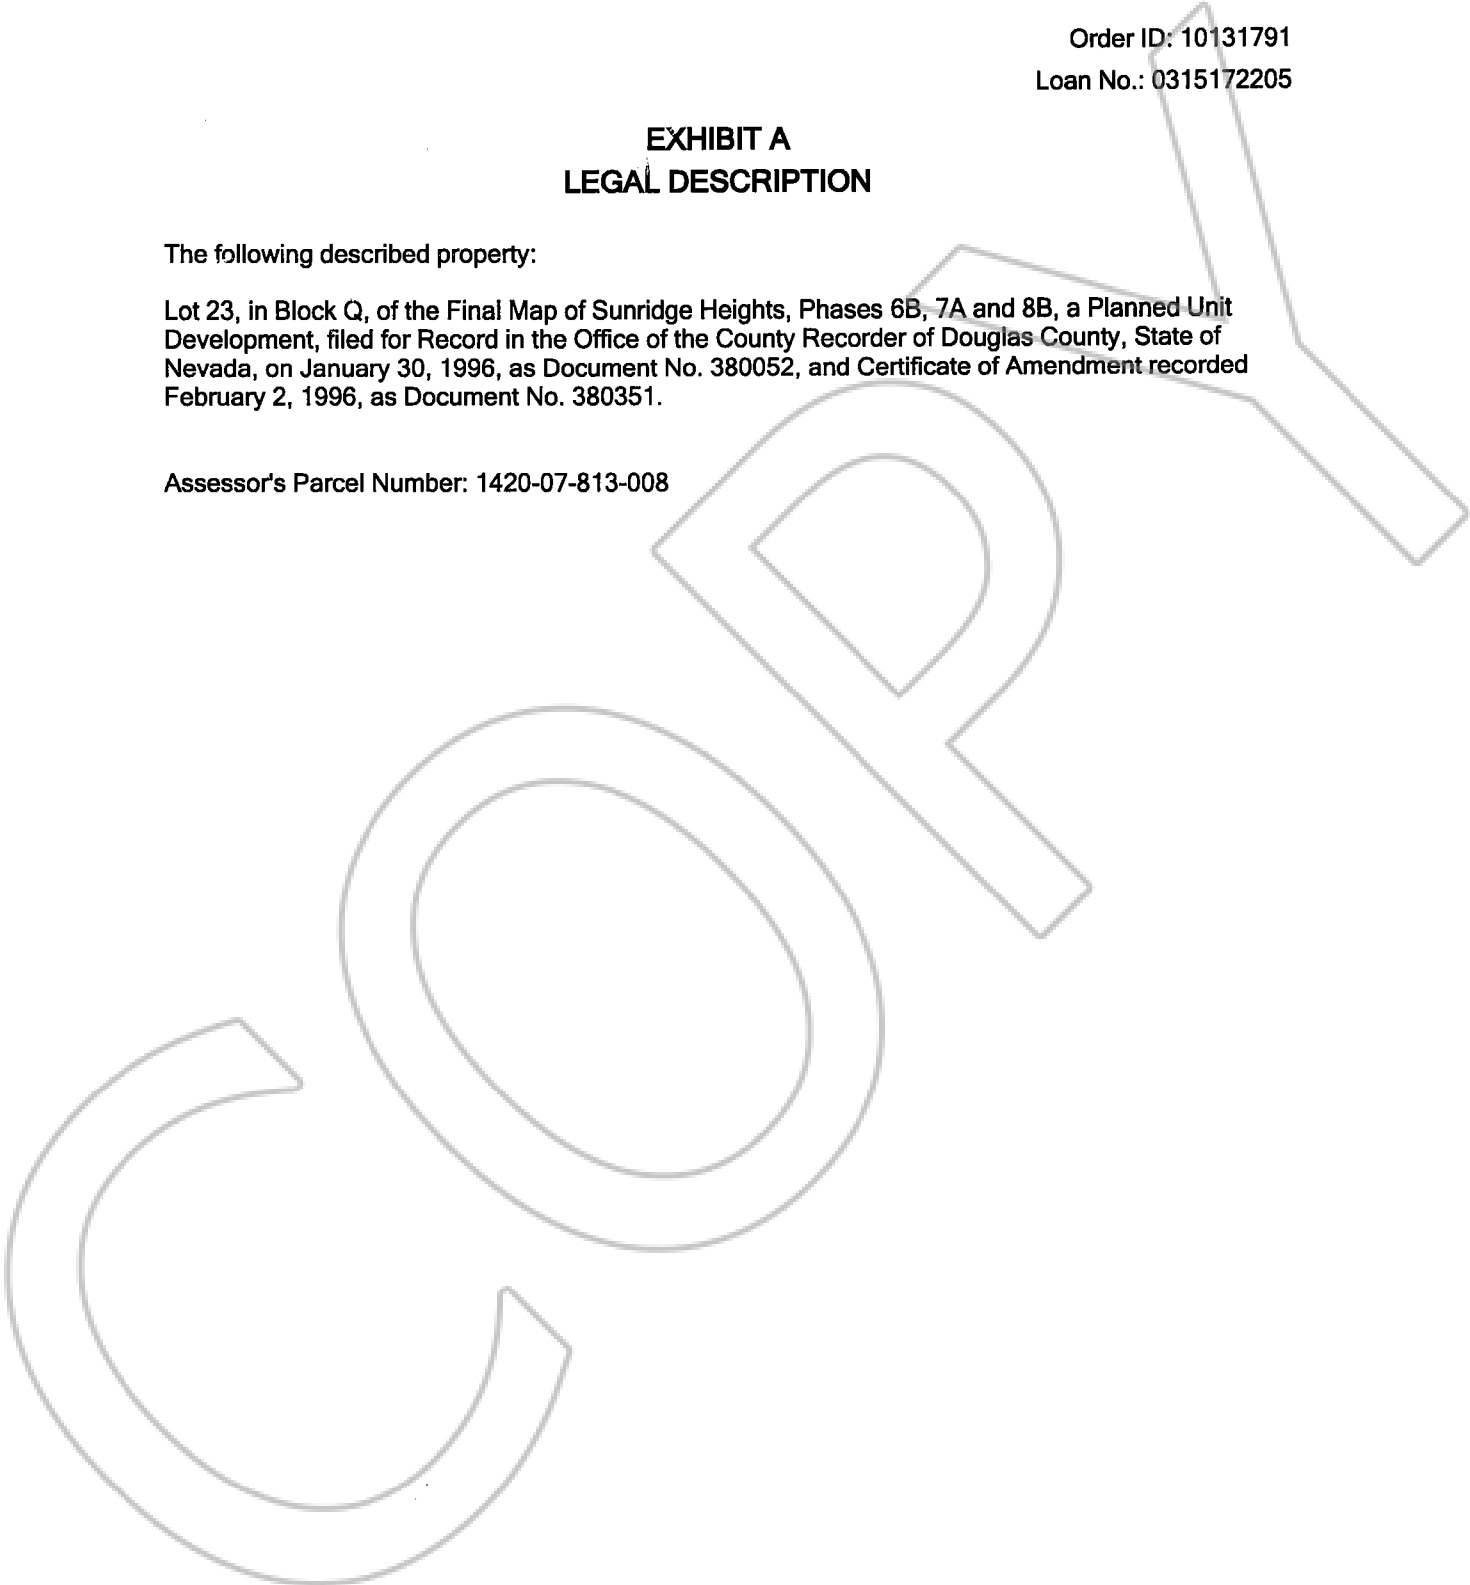 Order ID: 10131791
Loan No.: 0315172205
EXHIBIT A
LEGAL DESCRIPTION
The following described property:
Lot 23, in Block Q, of the Final Map of Sunridge Heights, Phases 6B, 7A and 8B, a Planned Unit
Development, filed for Record in the Office of the County Recorder of Douglas County, State of
Nevada, on January 30, 1996, as Document No. 380052, and Certificate of Amendment recorded
February 2, 1996, as Document No. 380351.
Assessor's Parcel Number: 1420-07-813-008
COPY